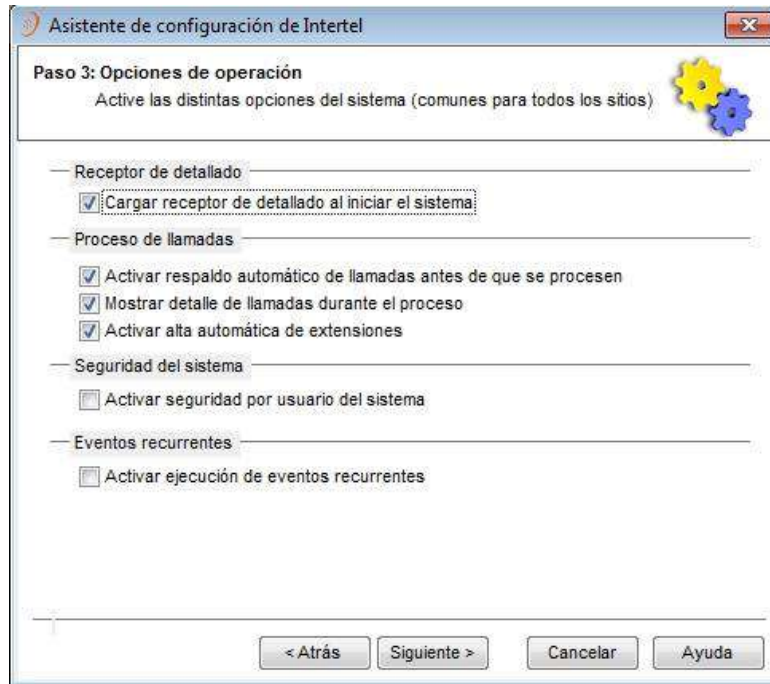 Asistente de configuración de Intertel
Paso 3: Opciones de operación
Active las distintas opciones del sistema (comunes para todos los sitios)
Receptor de detallado
Cargar receptor de detallado al iniciar el sistema
Proceso de llamadas
Activar respaldo automático de llamadas antes de que se procesen
Mostrar detalle de llamadas durante el proceso
Activar alta automática de extensiones
Seguridad del sistema
Activar seguridad por usuario del sistema
Eventos recurrentes
Activar ejecución de eventos recurrentes
< Atrás Siguiente > Cancelar Ayuda